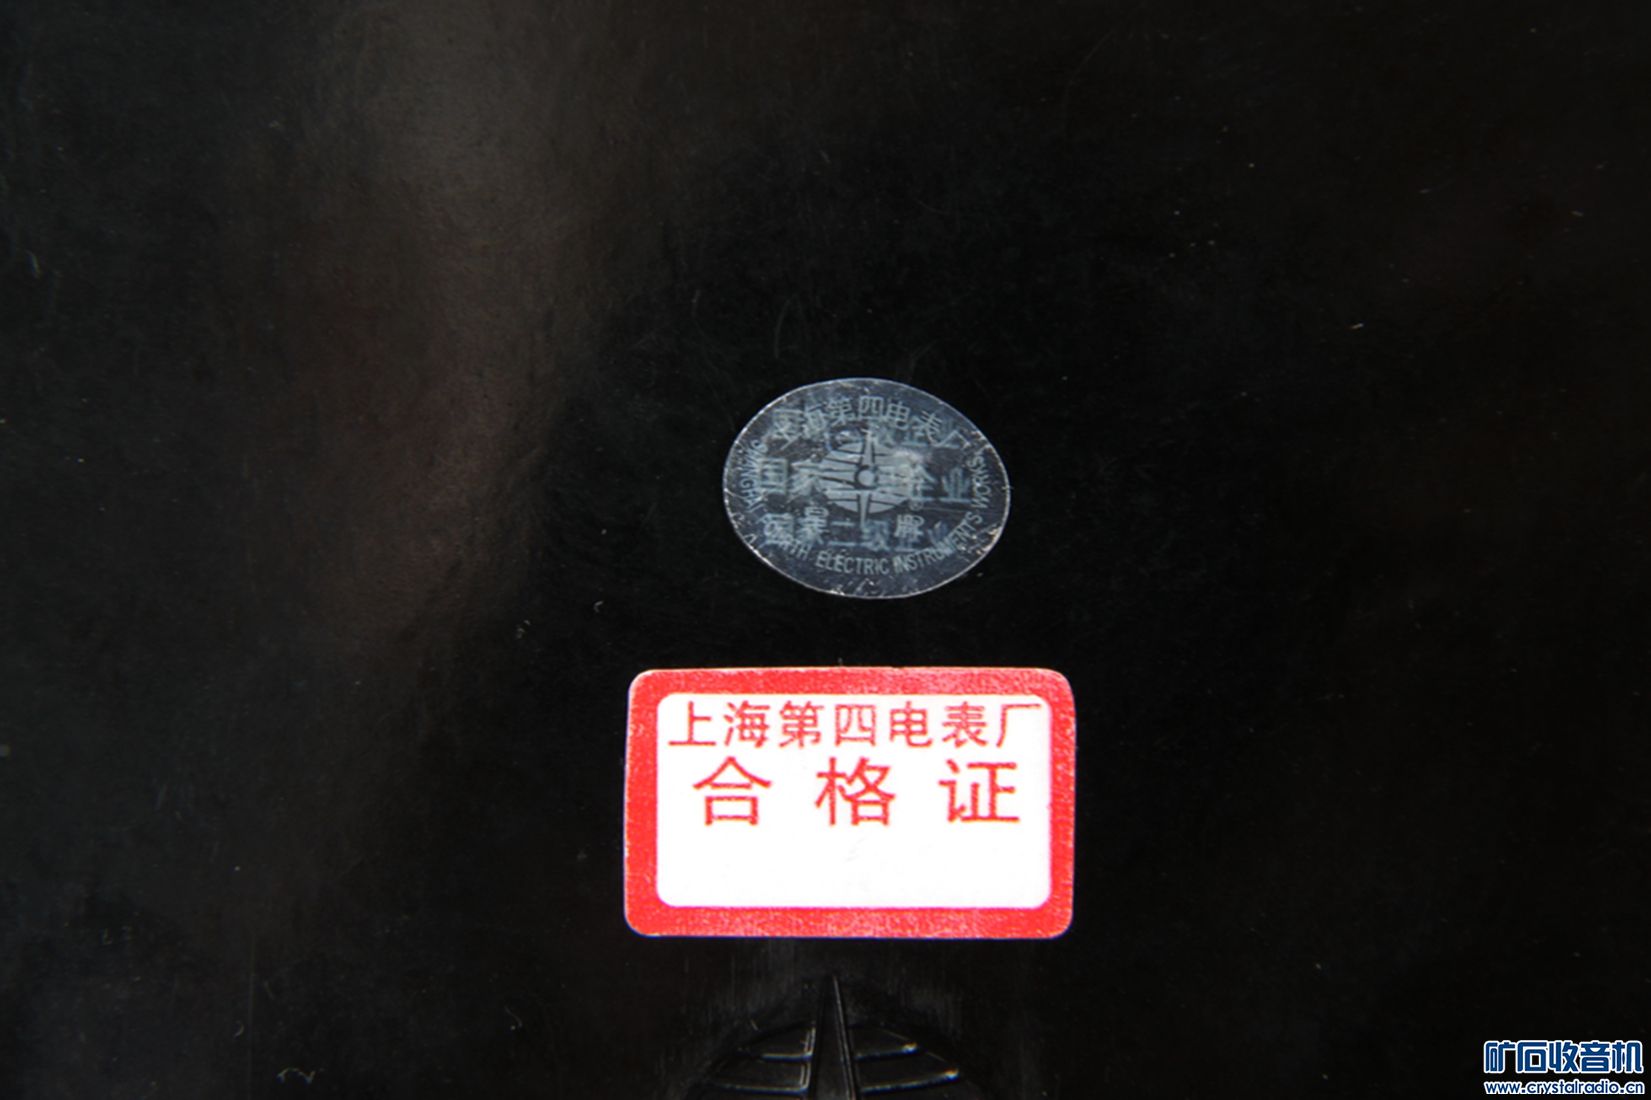 上海第四电表厂
国家 企业
二级
SHANGHAI ELECTRIC INSTRUMENTS WORKS
上海第四电表厂
合格证
矿石收音机
www.crystalradio.cn